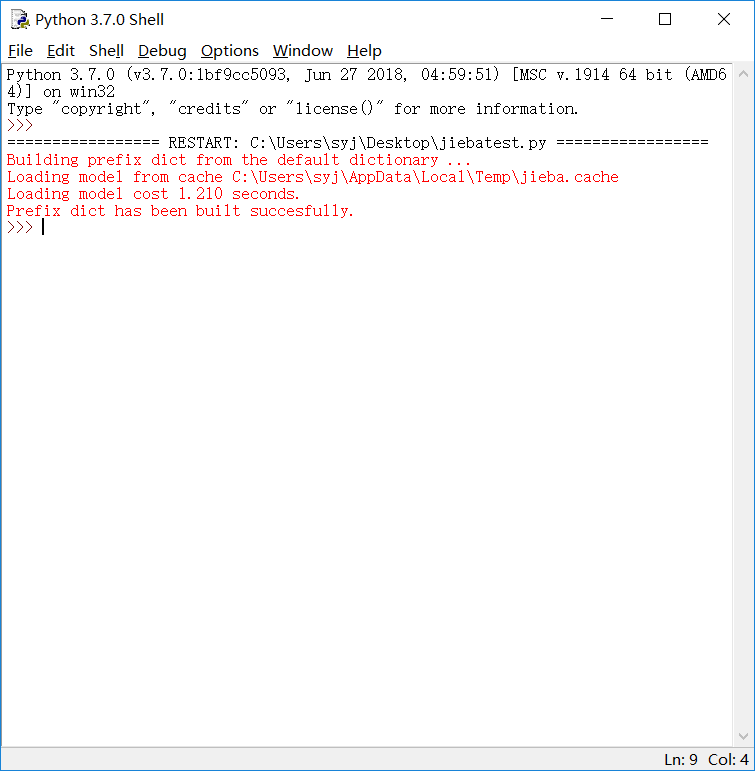 Python 3.7.0 Shell
File Edit Shell Debug Options Window Help
Python 3.7.0 (v3.7.0:1bf9cc5093, Jun 27 2018, 04:59:51) [MSC v.1914 64 bit (AMD6
4)] on win32
Type "copyright", "credits" or "license()" for more information.
>>>
================= RESTART: C:\Users\syj\Desktop\jiebatest.py =================
Building prefix dict from the default dictionary ...
Loading model from cache C:\Users\syj\AppData\Local\Temp\jieba.cache
Loading model cost 1.210 seconds.
Prefix dict has been built succesfully.
>>>
Ln: 9 Col: 4